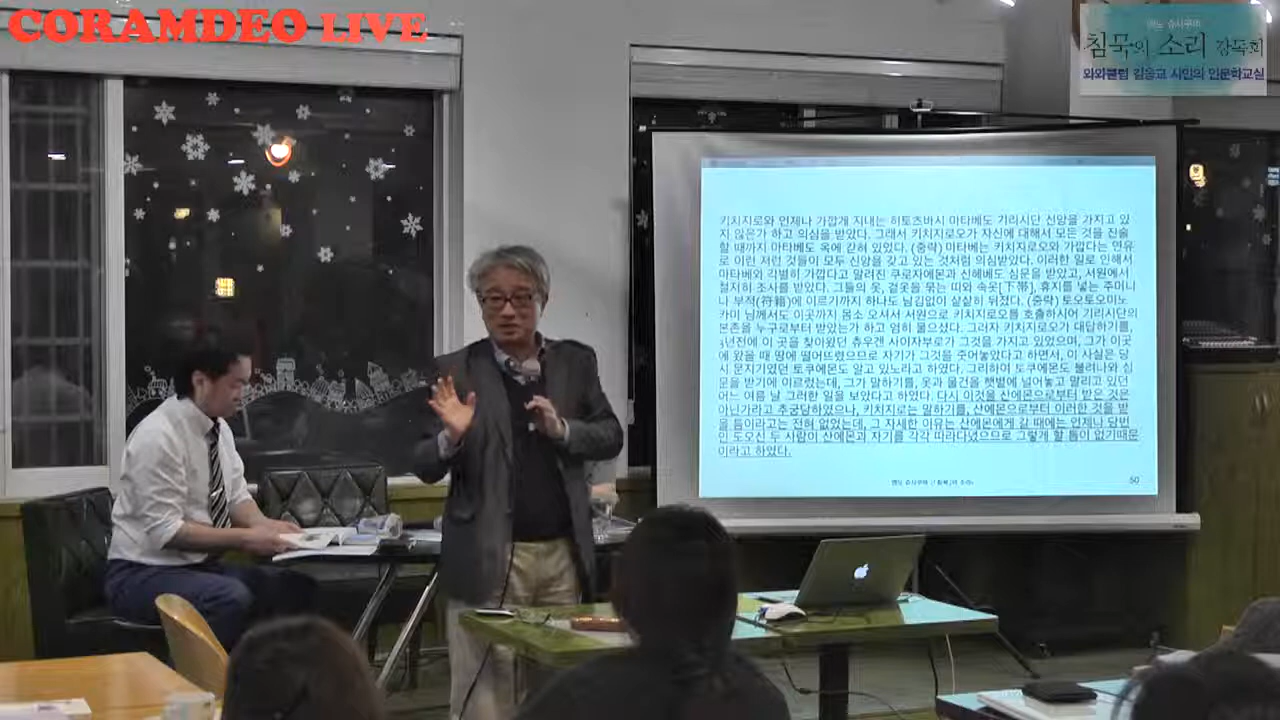 CORAMDEO LIVE
엔도 슈사쿠의
침묵의 소리 강독회
와와클럽 김승교 시민의 인문학교실
키치지로와 언제나 가깝게 지내는 히토츠바시 마타베도 기리시단 신앙을 가지고 있
지 않은가 하고 의심을 받았다. 그래서 키치지로오가 자신에 대해서 모든 것을 진술
할 때까지 마타베도 옥에 갇혀 있었다. (중략) 마타베는 키치지로오와 가깝다는 연유
로 이런 저런 것들이 모두 신앙을 갖고 있는 것처럼 의심받았다. 이러한 일로 인해서
마타베와 각별히 가깝다고 알려진 쿠로자에몬과 신헤베도 심문을 받았고, 서원에서
철저히 조사를 받았다. 그들의 옷, 겉옷을 묶는 띠와 속옷[下帯], 휴지를 넣는 주머니
나 부적(符籍)에 이르기까지 하나도 남김없이 샅샅히 뒤졌다. (중략) 토오토오미노
카미 님께서도 이곳까지 몸소 오셔서 서원으로 키치지로오를 호출하시어 기리시단의
본존을 누구로부터 받았는가 하고 엄히 물으셨다. 그러자 키치지로오가 대답하기를,
3년전에 이 곳을 찾아왔던 츄우겐 사이자부로가 그것을 가지고 있었으며, 그가 이곳
에 왔을 때 땅에 떨어뜨렸으므로 자기가 그것을 주어놓았다고 하면서, 이 사실은 당
시 문지기였던 토쿠에몬도 알고 있노라고 하였다. 그리하여 토쿠에몬도 불려나와 심
문을 받기에 이르렀는데, 그가 말하기를, 옷과 물건을 햇볕에 널어놓고 말리고 있던
어느 여름 날 그러한 일을 보았다고 하였다. 다시 이것을 산에몬으로부터 받은 것은
아닌가라고 추궁당하였으나, 키치지로는 말하기를, 산에몬으로부터 이러한 것을 받
을 틈이라고는 전혀 없었는데, 그 자세한 이유는 산에몬에게 갈 때에는 언제나 당번
인 도오신 두 사람이 산에몬과 자기를 각각 따라다녔으므로 그렇게 할 틈이 없기때문
이라고 하였다.
엔도 슈사쿠의 『침묵』의 소리
50